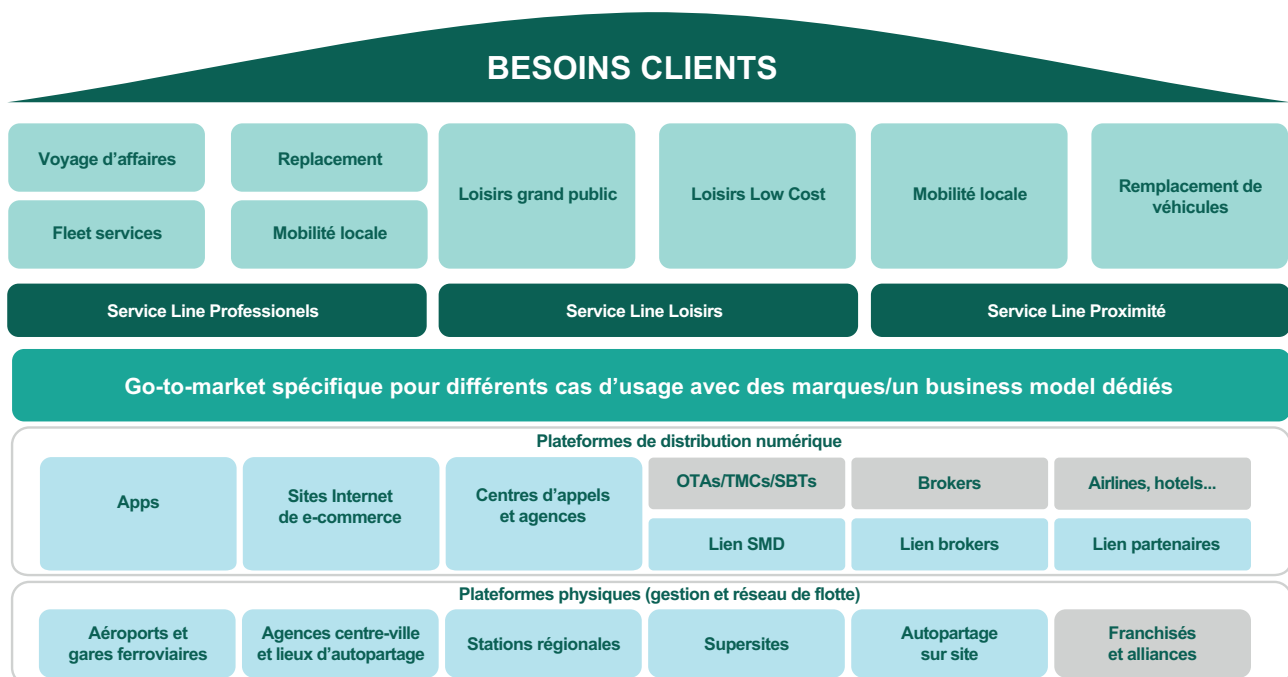 BESOINS CLIENTS
Voyage d’affaires
Replacement
Fleet services
Mobilité locale
Loisirs grand public
Loisirs Low Cost
Mobilité locale
Remplacement de
véhicules
Service Line Professionels
Service Line Loisirs
Service Line Proximité
Go-to-market spécifique pour différents cas d’usage avec des marques/un business model dédiés
Plateformes de distribution numérique
Apps
Sites Internet
de e-commerce
Centres d’appels
et agences
OTAs/TMCs/SBTs
Brokers
Airlines, hotels...
Lien SMD
Lien brokers
Lien partenaires
Plateformes physiques (gestion et réseau de flotte)
Aéroports et
gares ferroviaires
Agences centre-ville
et lieux d’autopartage
Stations régionales
Supersites
Autopartage
sur site
Franchisés
et alliances